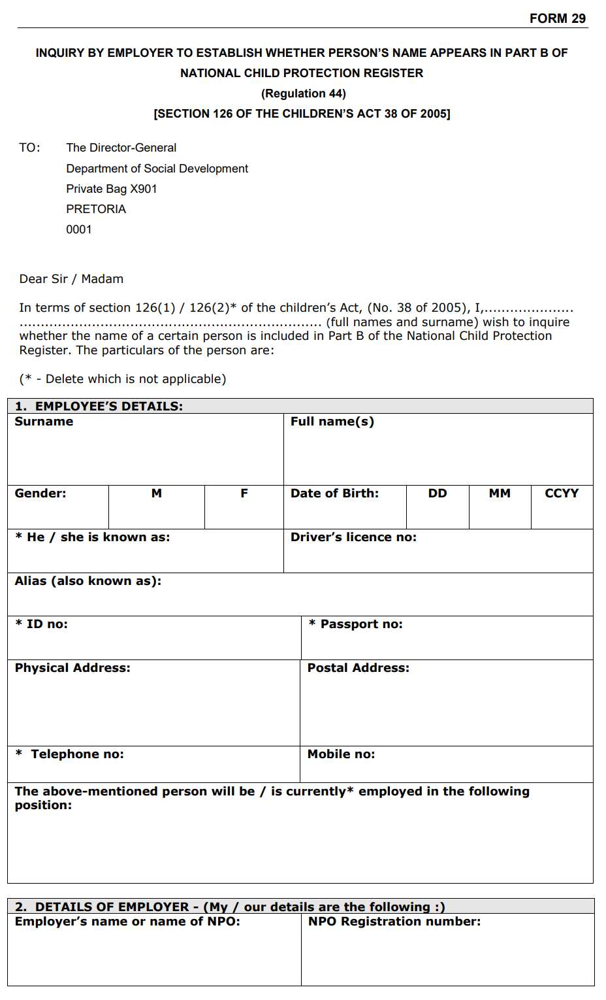 FORM 29
INQUIRY BY EMPLOYER TO ESTABLISH WHETHER PERSON’S NAME APPEARS IN PART B OF
NATIONAL CHILD PROTECTION REGISTER
(Regulation 44)
[SECTION 126 OF THE CHILDREN’S ACT 38 OF 2005]
TO: The Director-General
Department of Social Development
Private Bag X901
PRETORIA
0001
Dear Sir / Madam
In terms of section 126(1) / 126(2)* of the children’s Act, (No. 38 of 2005), I,.....................
....................................................................... (full names and surname) wish to inquire
whether the name of a certain person is included in Part B of the National Child Protection
Register. The particulars of the person are:
(* - Delete which is not applicable)
1. EMPLOYEE’S DETAILS:
Surname Full name(s)
Gender: M F Date of Birth: DD MM CCYY
* He / she is known as: Driver’s licence no:
Alias (also known as):
* ID no: * Passport no:
Physical Address: Postal Address:
* Telephone no: Mobile no:
The above-mentioned person will be / is currently* employed in the following
position:
2. DETAILS OF EMPLOYER - (My / our details are the following :)
Employer’s name or name of NPO: NPO Registration number: